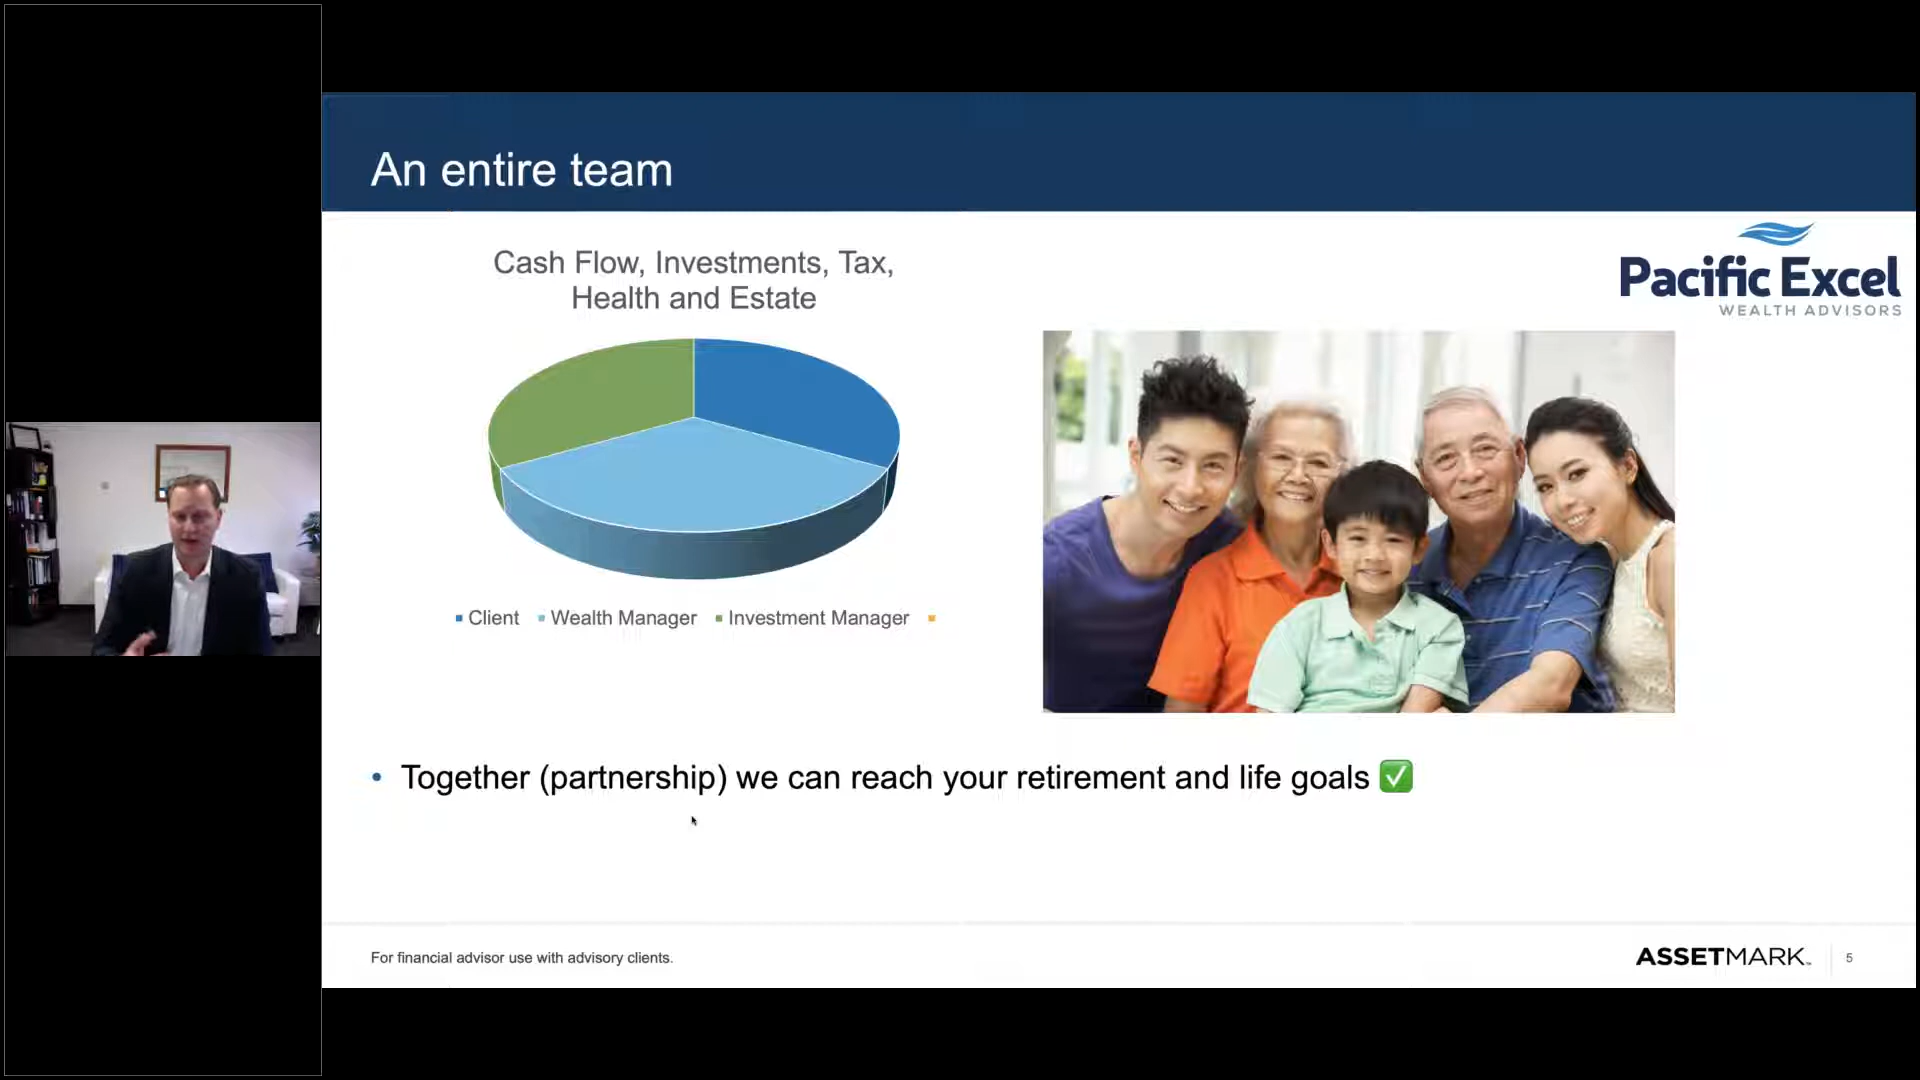 An entire team
Cash Flow, Investments, Tax,
Health and Estate
Pacific Excel
WEALTH ADVISORS
Client Wealth Manager Investment Manager
• Together (partnership) we can reach your retirement and life goals ✅
For financial advisor use with advisory clients.
ASSETMARK™ 5